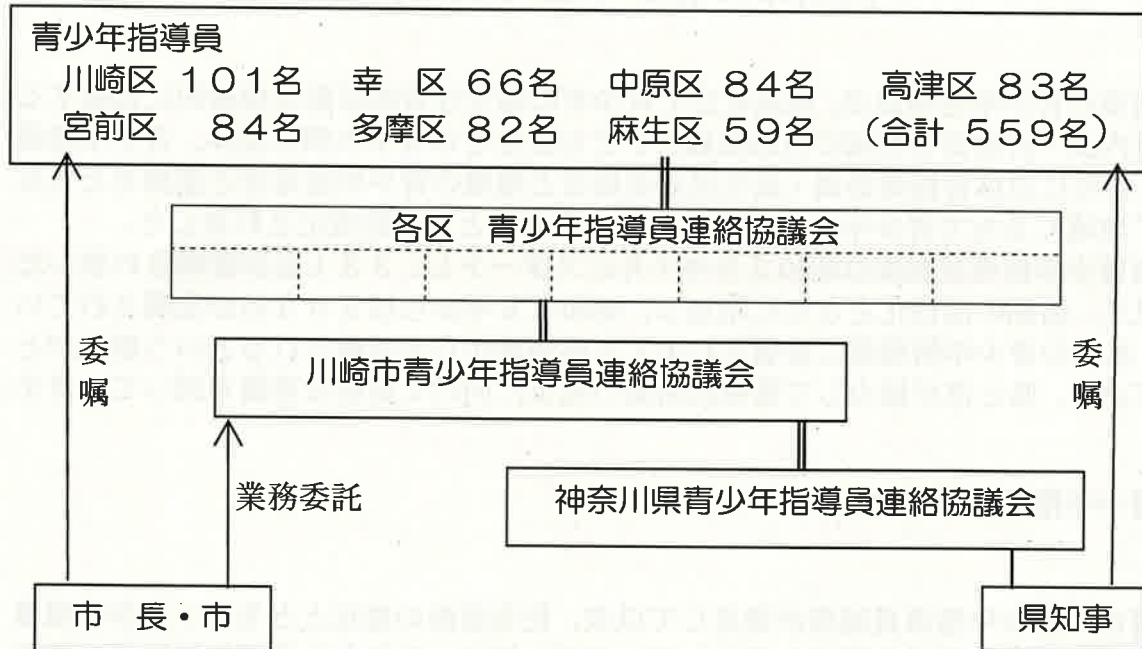 青少年指導員
川崎区 101名 幸 区 66名 中原区 84名 高津区 83名
宮前区 84名 多摩区 82名 麻生区 59名 (合計 559名)
各区 青少年指導員連絡協議会
川崎市青少年指導員連絡協議会
委嘱
委嘱
業務委託
神奈川県青少年指導員連絡協議会
市 長・市
県知事